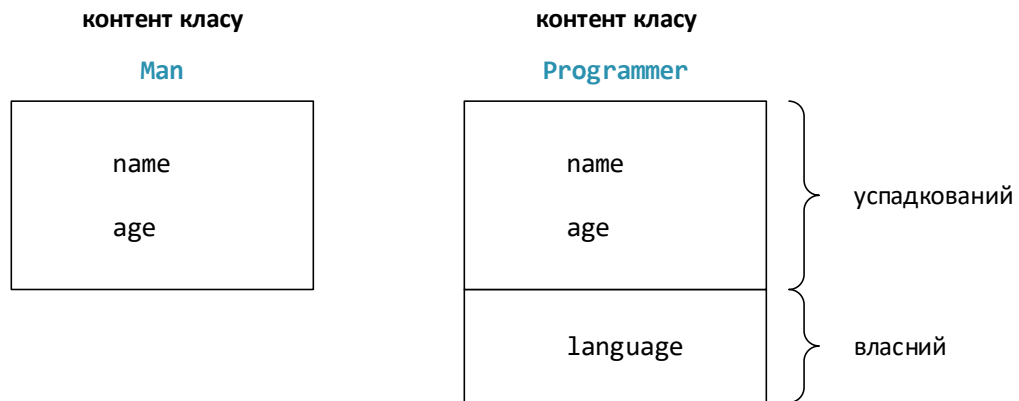 контент класу
Man
name
age
контент класу
Programmer
name
age
language
успадкований
власний